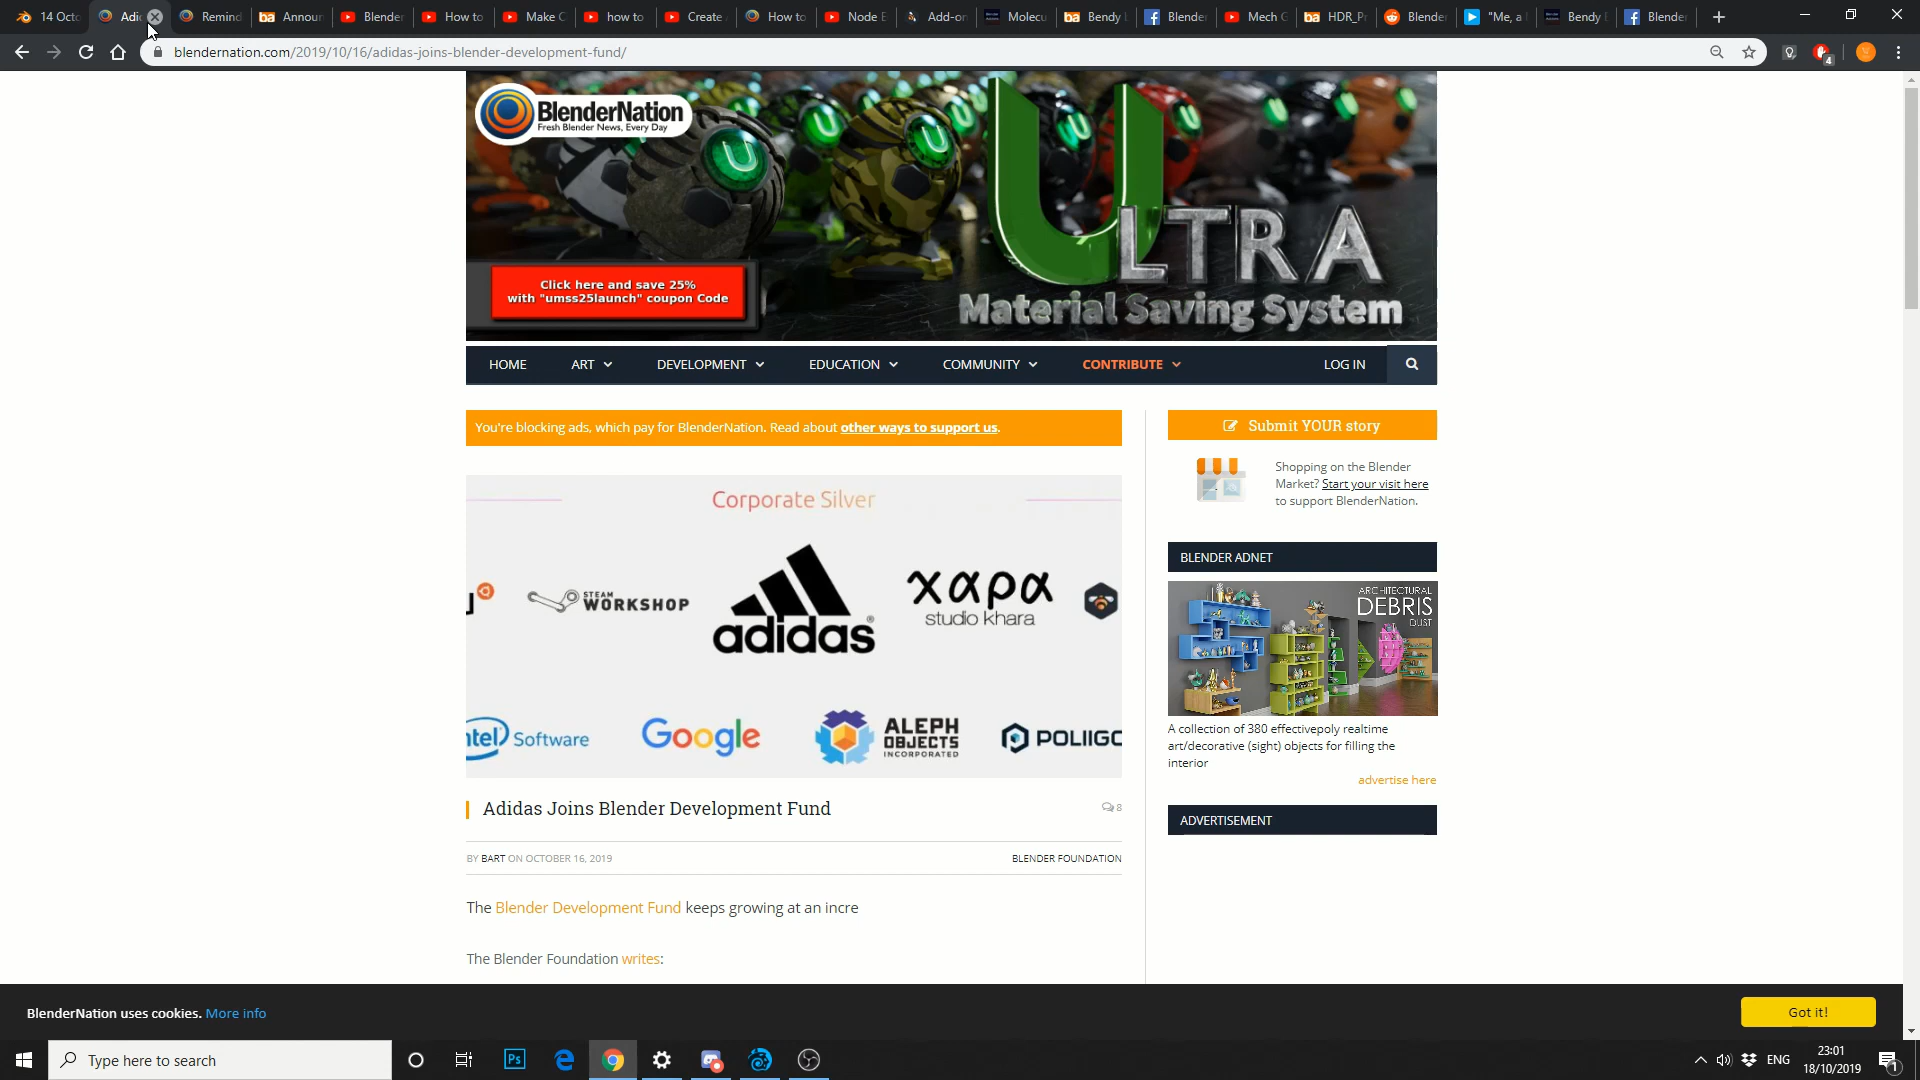 14 Octo
Adid
Remind
Announ
Blender
How to
Make C
how to
Create
How to
Node E
Add-on
Molecu
Bendy
Blender
Mech G
HDR_Pr
Blender
"Me, a
Bendy
Blender
blendernation.com/2019/10/16/adidas-joins-blender-development-fund/
4
BlenderNation
Fresh Blender News, Every Day
ULTRA
Material Saving System
Click here and save 25%
with "umss25launch" coupon Code
HOME ART DEVELOPMENT EDUCATION COMMUNITY CONTRIBUTE LOG IN
You're blocking ads, which pay for BlenderNation. Read about other ways to support us.
Submit YOUR story
Shopping on the Blender
Market? Start your visit here
to support BlenderNation.
Corporate Silver
STEAM
WORKSHOP
adidas
χαρα
studio khara
BLENDER ADNET
ARCHITECTURAL
DEBRIS
DUST
ntel Software
Google
ALEPH
OBJECTS
INCORPORATED
POLIIGO
A collection of 380 effectivepoly realtime
art/decorative (sight) objects for filling the
interior
advertise here
Adidas Joins Blender Development Fund
8
ADVERTISEMENT
BY BART ON OCTOBER 16, 2019
BLENDER FOUNDATION
The Blender Development Fund keeps growing at an incre
The Blender Foundation writes:
BlenderNation uses cookies. More info
Got it!
Type here to search
Ps
ENG
23:01
18/10/2019
1